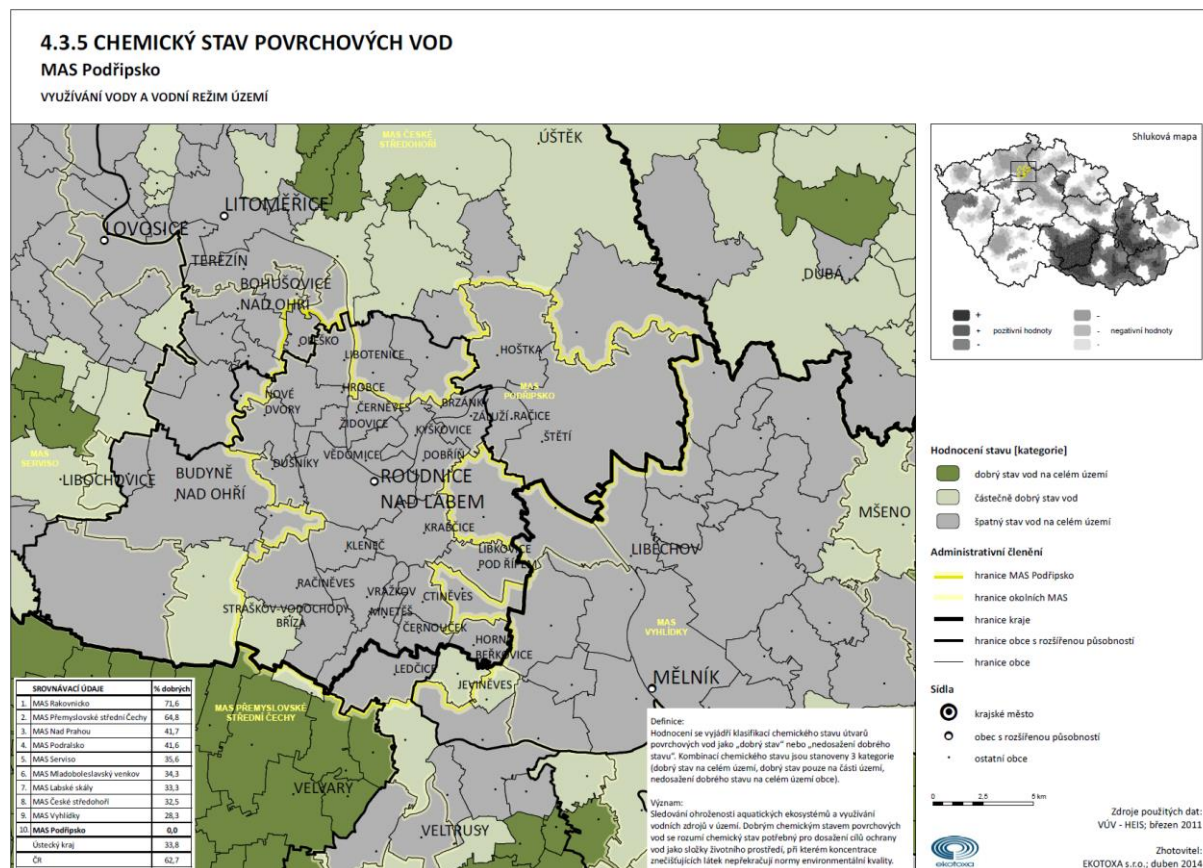 4.3.5 CHEMICKÝ STAV POVRCHOVÝCH VOD
MAS Podřipsko
VYUŽÍVÁNÍ VODY A VODNÍ REŽIM ÚZEMÍ
MAS ČESKÉ
STŘEDOHOŘÍ
ÚŠTĚK
LITOMĚŘICE
LOVOSICE
TEREZÍN
BOHUŠOVICE
NAD OHŘÍ
DUBÁ
OLEŠKO
LIBOTENICE
HOŠTKA
HROBCE
MAS
PODŘIPSKO
NOVÉ
DVORY
ČERNĚVES
BRZÁNKY
ZÁLUŽÍ
RAČICE
ŽIDOVICE
KYŠKOVICE
ŠTĚTÍ
MAS
SERVISO
LIBOCHOVICE
BUDYNĚ
NAD OHŘÍ
DUŠNÍKY
VĚDOMICE
DOBŘÍŇ
ROUDNICE
NAD LABEM
MŠENO
KRABČICE
KLENEČ
LIBKOVICE
POD ŘÍPEM
LIBĚCHOV
RAČINĚVES
VRAŽKOV
CTINĚVES
STRAŠKOV-VODOCHODY
MNETĚŠ
BŘÍZA
ČERNOUČEK
HORNÍ
BEŘKOVICE
MAS
VYHLÍDKY
LEDČICE
JEVINĚVES
MĚLNÍK
MAS PŘEMYSLOVSKÉ
STŘEDNÍ ČECHY
VELVARY
VELTRUSY
SROVNÁVACÍ ÚDAJE % dobrých
1. MAS Rakovnicko 71,6
2. MAS Přemyslovské střední Čechy 64,8
3. MAS Nad Prahou 41,7
4. MAS Podralsko 41,6
5. MAS Serviso 35,6
6. MAS Mladoboleslavský venkov 34,3
7. MAS Labské skály 33,3
8. MAS České středohoří 32,5
9. MAS Vyhlídky 28,3
10. MAS Podřipsko 0,0
Ústecký kraj 33,8
ČR 62,7
Definice:
Hodnocení se vyjádří klasifikací chemického stavu útvarů
povrchových vod jako „dobrý stav“ nebo „nedosažení dobrého
stavu“. Kombinací chemického stavu jsou stanoveny 3 kategorie
(dobrý stav na celém území, dobrý stav pouze na části území,
nedosažení dobrého stavu na celém území obce).
Význam:
Sledování ohroženosti aquatických ekosystémů a využívání
vodních zdrojů v území. Dobrým chemickým stavem povrchových
vod se rozumí chemický stav potřebný pro dosažení cílů ochrany
vod jako složky životního prostředí, při kterém koncentrace
znečišťujících látek nepřekračují normy environmentální kvality.
Shluková mapa
+ -
+ pozitivní hodnoty - negativní hodnoty
- -
Hodnocení stavu [kategorie]
dobrý stav vod na celém území
částečně dobrý stav vod
špatný stav vod na celém území
Administrativní členění
hranice MAS Podřipsko
hranice okolních MAS
hranice kraje
hranice obce s rozšířenou působností
hranice obce
Sídla
krajské město
obec s rozšířenou působností
ostatní obce
0 2,5 5 km
Zdroje použitých dat:
VÚV - HEIS; březen 2011
Zhotovitel:
EKOTOXA s.r.o.; duben 2014
ekotoxa